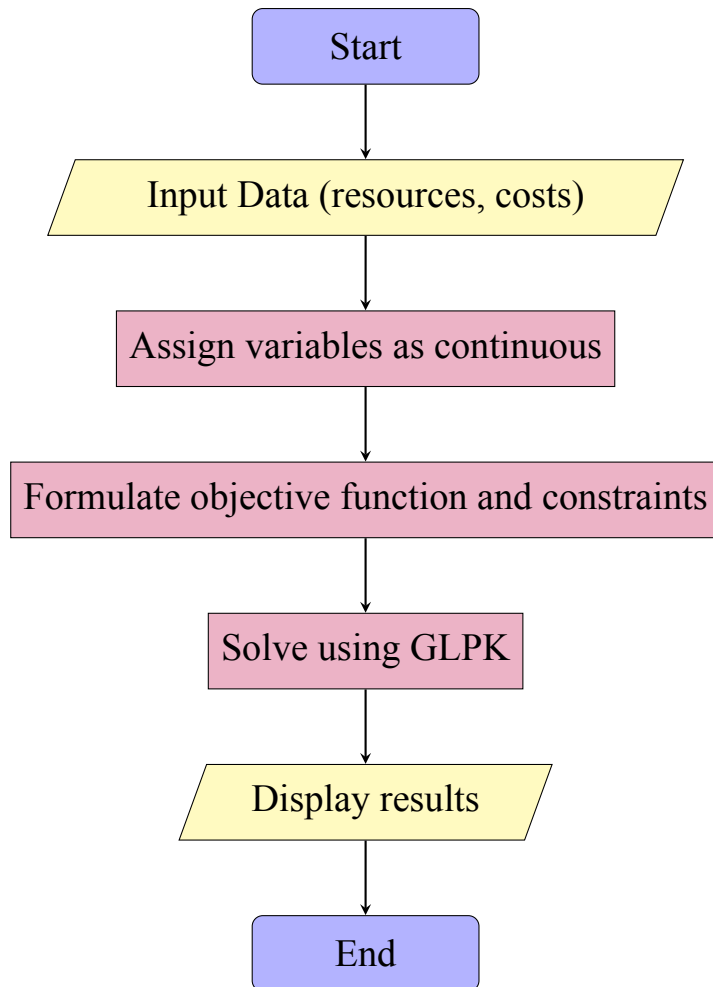 Start
Input Data (resources, costs)
Assign variables as continuous
Formulate objective function and constraints
Solve using GLPK
Display results
End